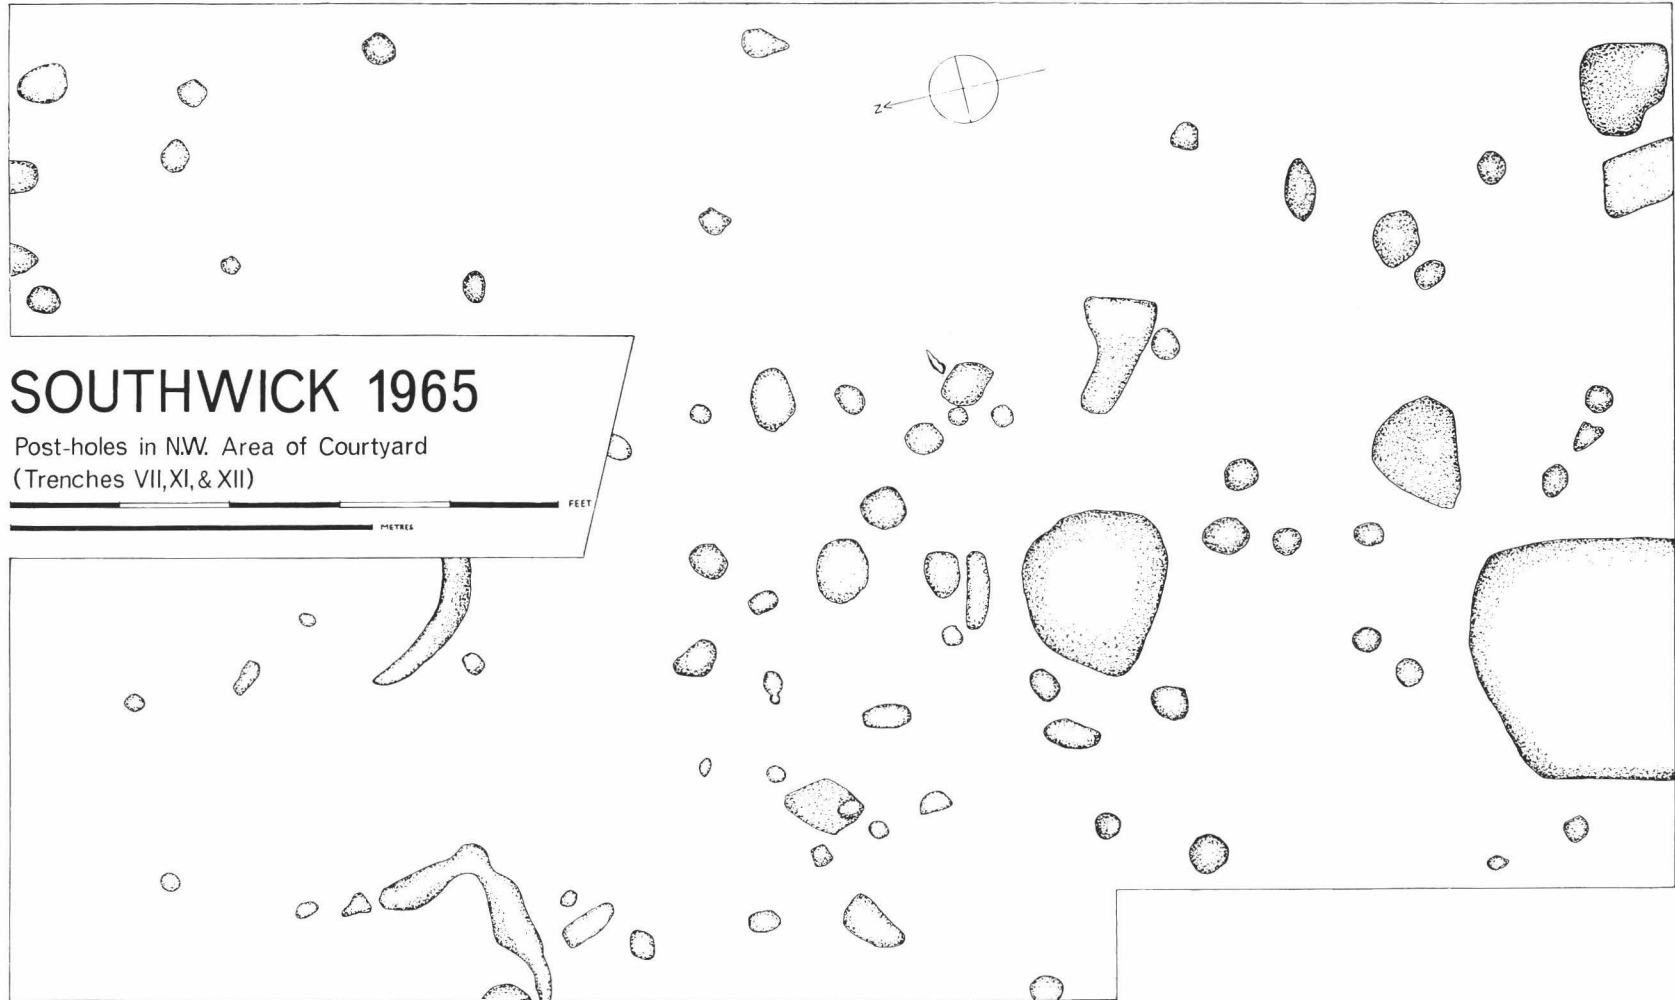 Z
SOUTHWICK 1965
Post-holes in N.W. Area of Courtyard
(Trenches VII, XI, & XII)
FEET
METRES